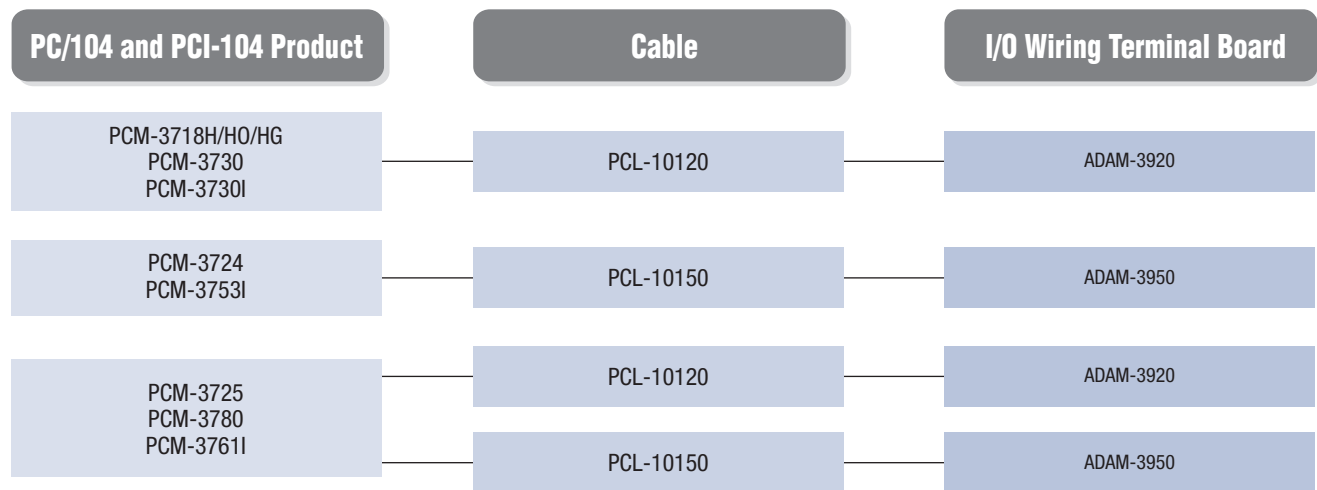 PC/104 and PCI-104 Product
Cable
I/O Wiring Terminal Board
PCM-3718H/HO/HG
PCM-3730
PCM-3730I
PCL-10120
ADAM-3920
PCM-3724
PCM-3753I
PCL-10150
ADAM-3950
PCM-3725
PCM-3780
PCM-3761I
PCL-10120
ADAM-3920
PCL-10150
ADAM-3950